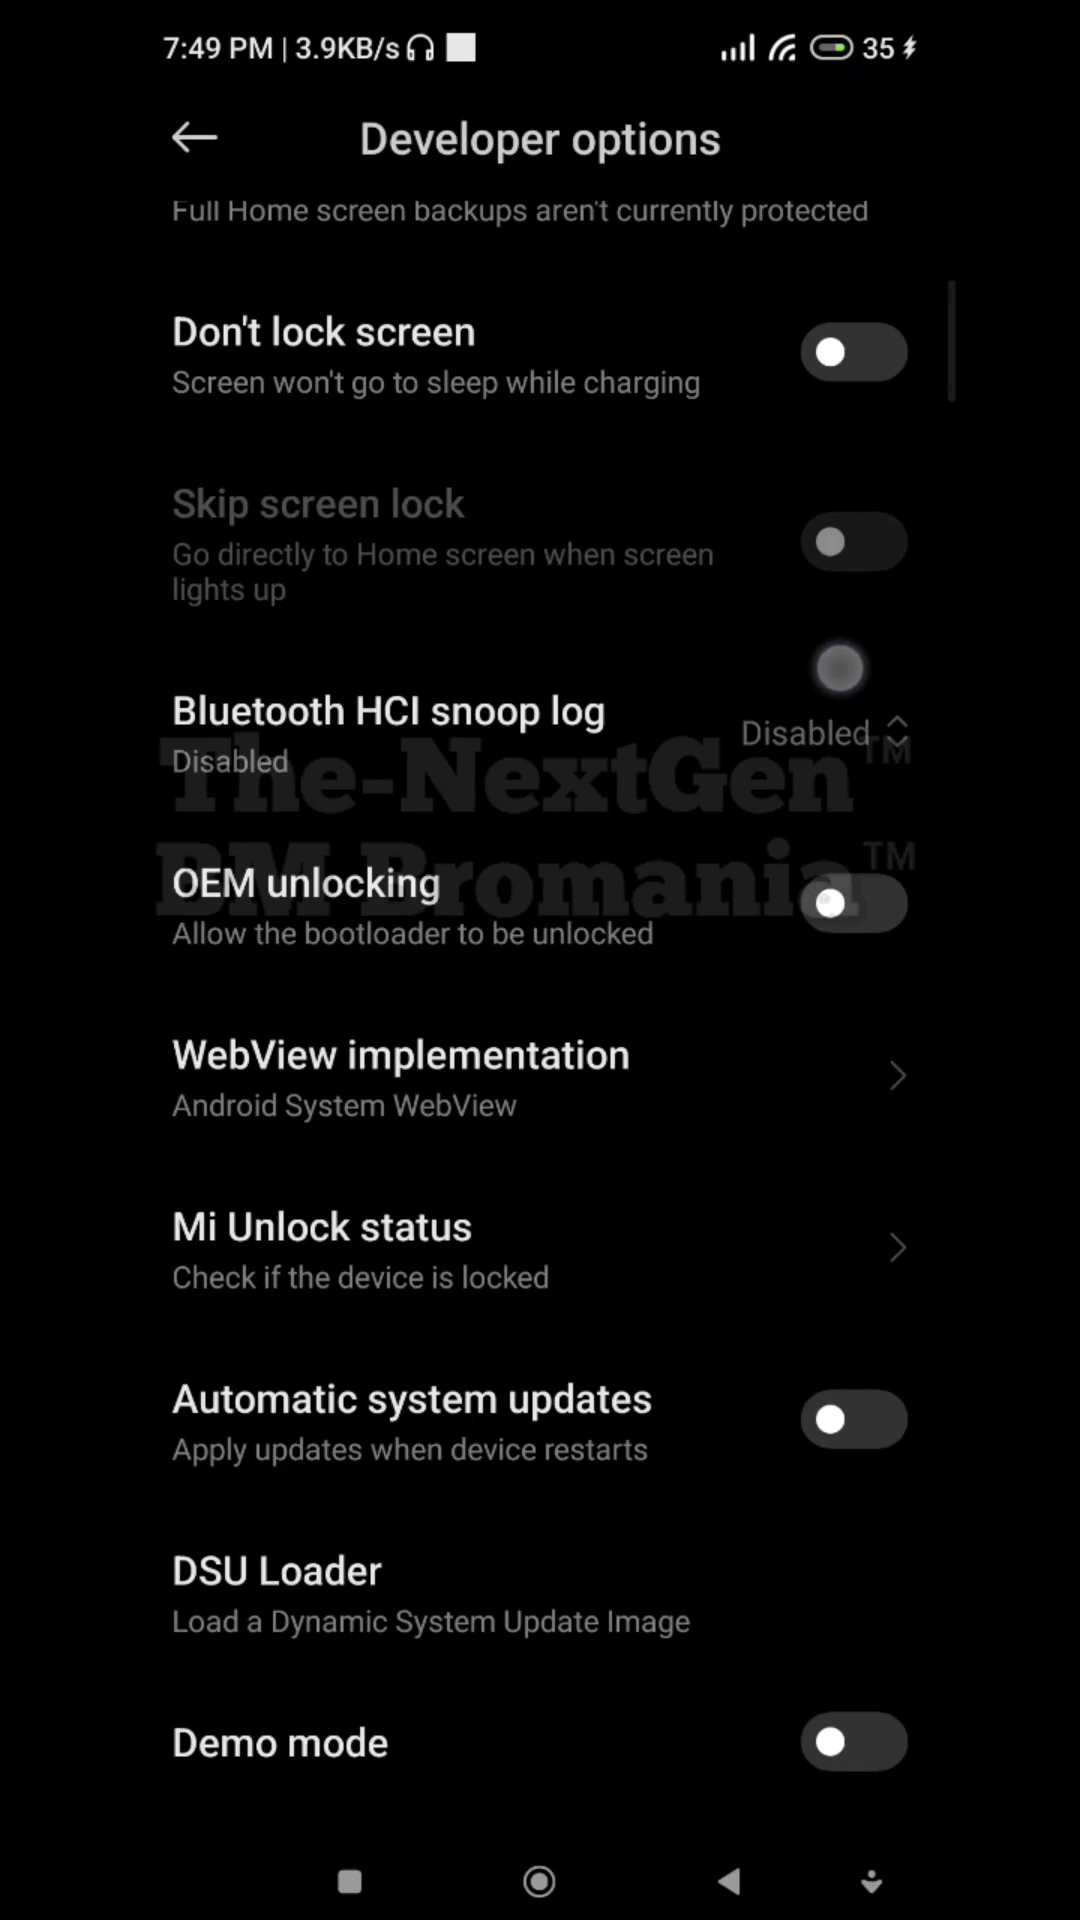 7:49 PM | 3.9KB/s 35
Developer options
Full Home screen backups aren't currently protected
Don't lock screen
Screen won't go to sleep while charging
Skip screen lock
Go directly to Home screen when screen
lights up
Bluetooth HCI snoop log
Disabled
Disabled
The-NextGen™
BM Bromania™
OEM unlocking
Allow the bootloader to be unlocked
WebView implementation
Android System WebView
Mi Unlock status
Check if the device is locked
Automatic system updates
Apply updates when device restarts
DSU Loader
Load a Dynamic System Update Image
Demo mode